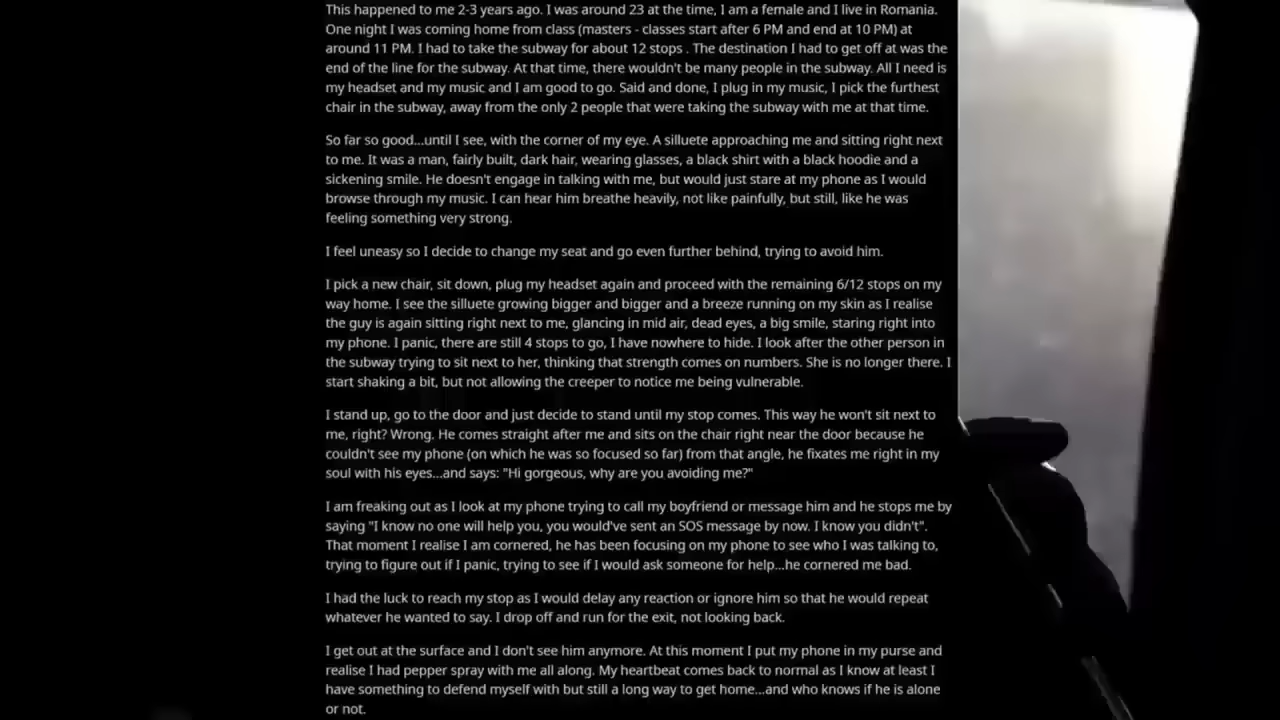 This happened to me 2-3 years ago. I was around 23 at the time, I am a female and I live in Romania.
One night I was coming home from class (masters - classes start after 6 PM and end at 10 PM) at
around 11 PM. I had to take the subway for about 12 stops . The destination I had to get off at was the
end of the line for the subway. At that time, there wouldn't be many people in the subway. All I need is
my headset and my music and I am good to go. Said and done, I plug in my music, I pick the furthest
chair in the subway, away from the only 2 people that were taking the subway with me at that time.
So far so good...until I see, with the corner of my eye. A silluete approaching me and sitting right next
to me. It was a man, fairly built, dark hair, wearing glasses, a black shirt with a black hoodie and a
sickening smile. He doesn't engage in talking with me, but would just stare at my phone as I would
browse through my music. I can hear him breathe heavily, not like painfully, but still, like he was
feeling something very strong.
I feel uneasy so I decide to change my seat and go even further behind, trying to avoid him.
I pick a new chair, sit down, plug my headset again and proceed with the remaining 6/12 stops on my
way home. I see the silluete growing bigger and bigger and a breeze running on my skin as I realise
the guy is again sitting right next to me, glancing in mid air, dead eyes, a big smile, staring right into
my phone. I panic, there are still 4 stops to go, I have nowhere to hide. I look after the other person in
the subway trying to sit next to her, thinking that strength comes on numbers. She is no longer there. I
start shaking a bit, but not allowing the creeper to notice me being vulnerable.
I stand up, go to the door and just decide to stand until my stop comes. This way he won't sit next to
me, right? Wrong. He comes straight after me and sits on the chair right near the door because he
couldn't see my phone (on which he was so focused so far) from that angle, he fixates me right in my
soul with his eyes...and says: "Hi gorgeous, why are you avoiding me?"
I am freaking out as I look at my phone trying to call my boyfriend or message him and he stops me by
saying "I know no one will help you, you would've sent an SOS message by now. I know you didn't".
That moment I realise I am cornered, he has been focusing on my phone to see who I was talking to,
trying to figure out if I panic, trying to see if I would ask someone for help...he cornered me bad.
I had the luck to reach my stop as I would delay any reaction or ignore him so that he would repeat
whatever he wanted to say. I drop off and run for the exit, not looking back.
I get out at the surface and I don't see him anymore. At this moment I put my phone in my purse and
realise I had pepper spray with me all along. My heartbeat comes back to normal as I know at least I
have something to defend myself with but still a long way to get home...and who knows if he is alone
or not.